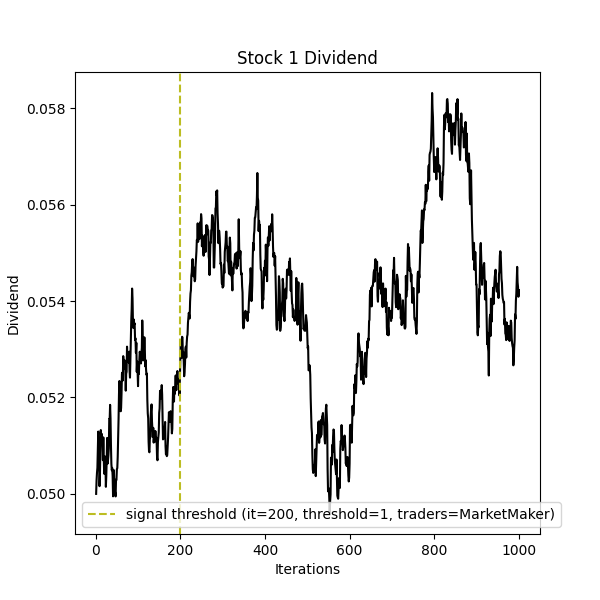 Stock 1 Dividend
0.058
0.056
0.054
0.052
0.050
Dividend
signal threshold (it=200, threshold=1, traders=MarketMaker)
0 200 400 600 800 1000
Iterations